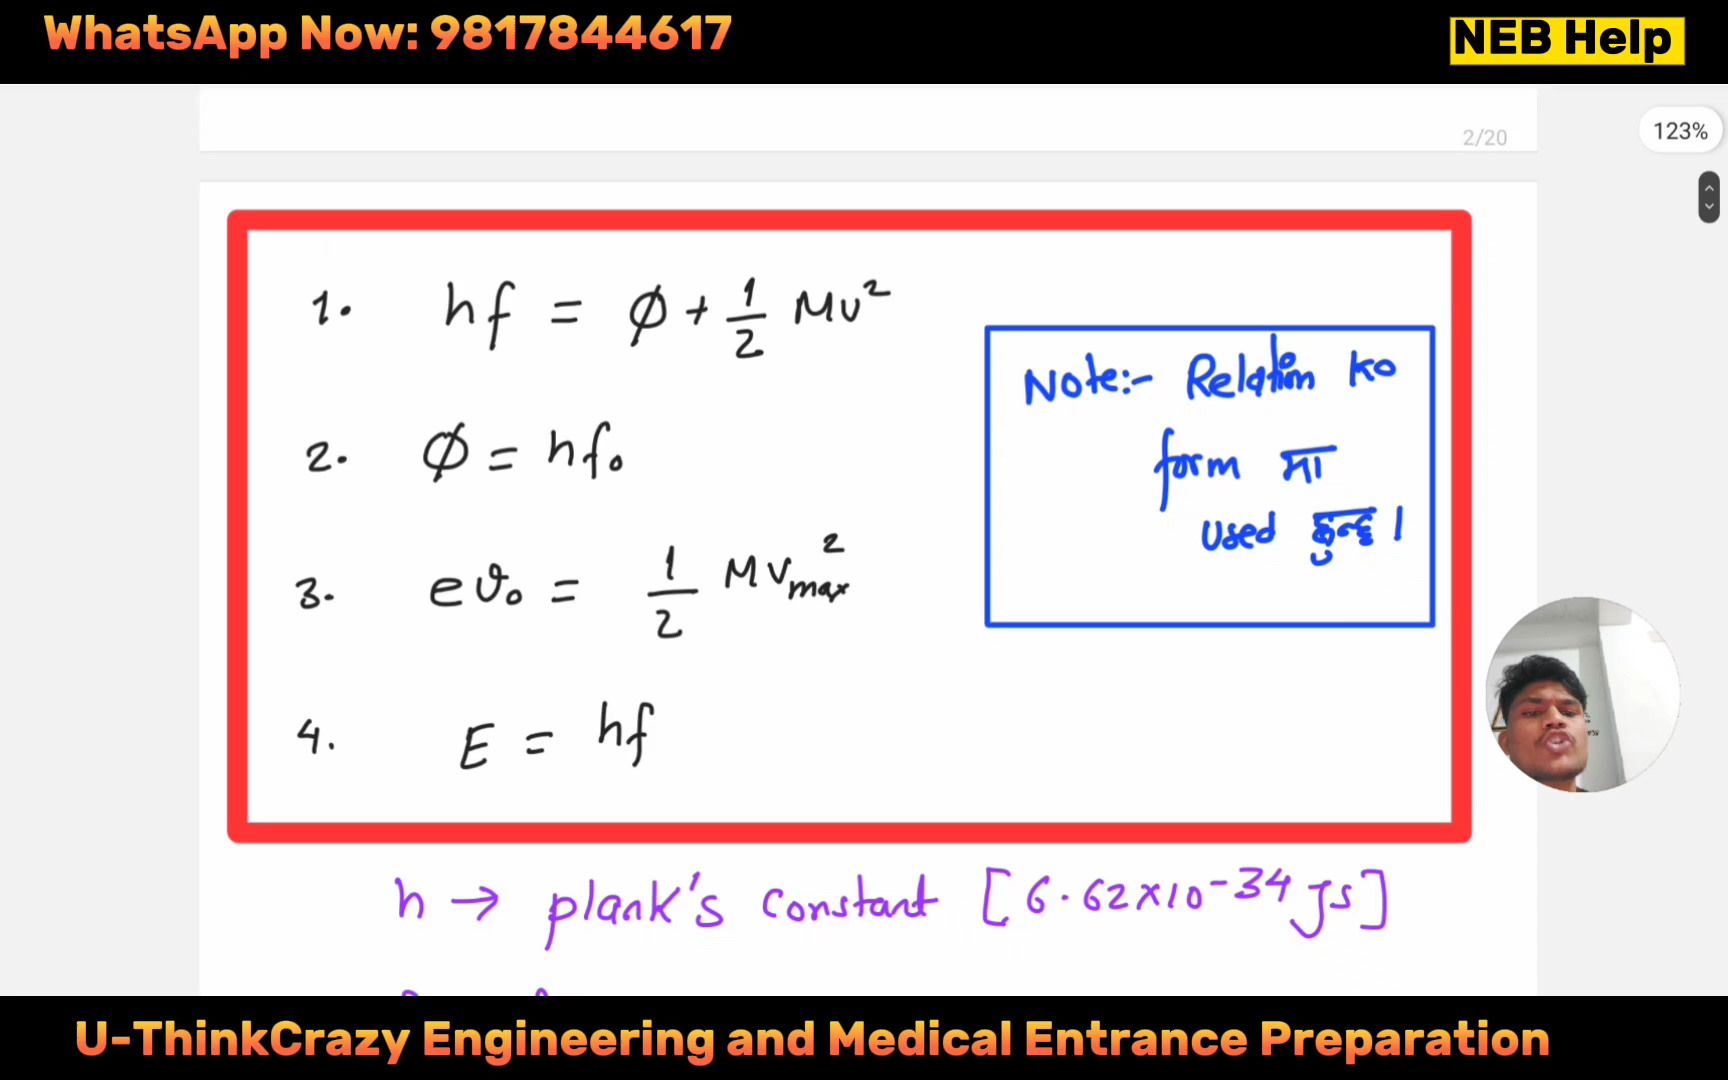 WhatsApp Now: 9817844617
NEB Help
2/20
123%
1. hf = ϕ + 1/2 Mv²
Note:- Relation ko
form मा
used हुन्छ ।
2. ϕ = hf₀
3. ev₀ = 1/2 Mv²max
4. E = hf
h → plank's constant [6.62×10⁻³⁴ Js]
U-ThinkCrazy Engineering and Medical Entrance Preparation